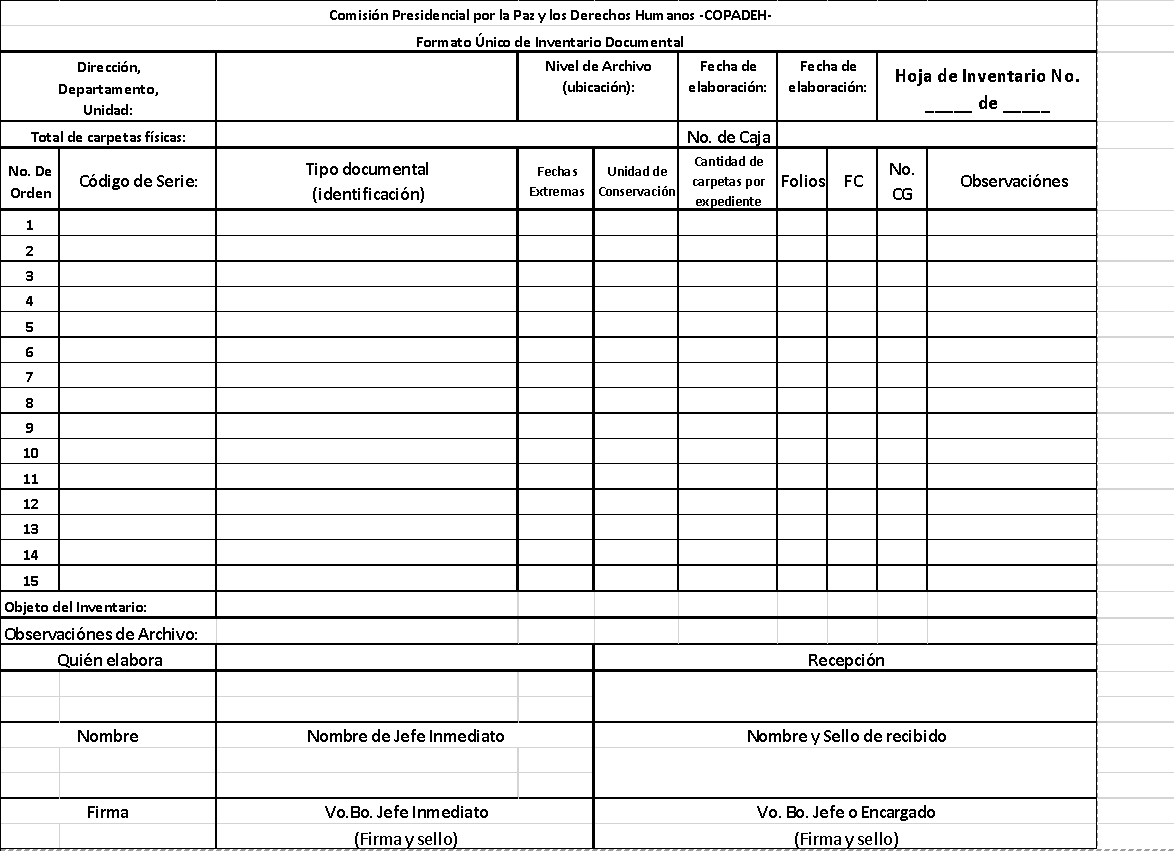 Comisión Presidencial por la Paz y los Derechos Humanos -COPADEH-
Formato Único de Inventario Documental
Dirección,
Departamento,
Unidad:
Nivel de Archivo
(ubicación):
Fecha de
elaboración:
Fecha de
elaboración:
Hoja de Inventario No.
_____ de _____
Total de carpetas físicas:
No. de Caja
No. De
Orden
Código de Serie:
Tipo documental
(identificación)
Fechas
Extremas
Unidad de
Conservación
Cantidad de
carpetas por
expediente
Folios
FC
No.
CG
Observaciónes
1
2
3
4
5
6
7
8
9
10
11
12
13
14
15
Objeto del Inventario:
Observaciónes de Archivo:
Quién elabora
Recepción
Nombre
Nombre de Jefe Inmediato
Nombre y Sello de recibido
Firma
Vo.Bo. Jefe Inmediato
(Firma y sello)
Vo. Bo. Jefe o Encargado
(Firma y sello)